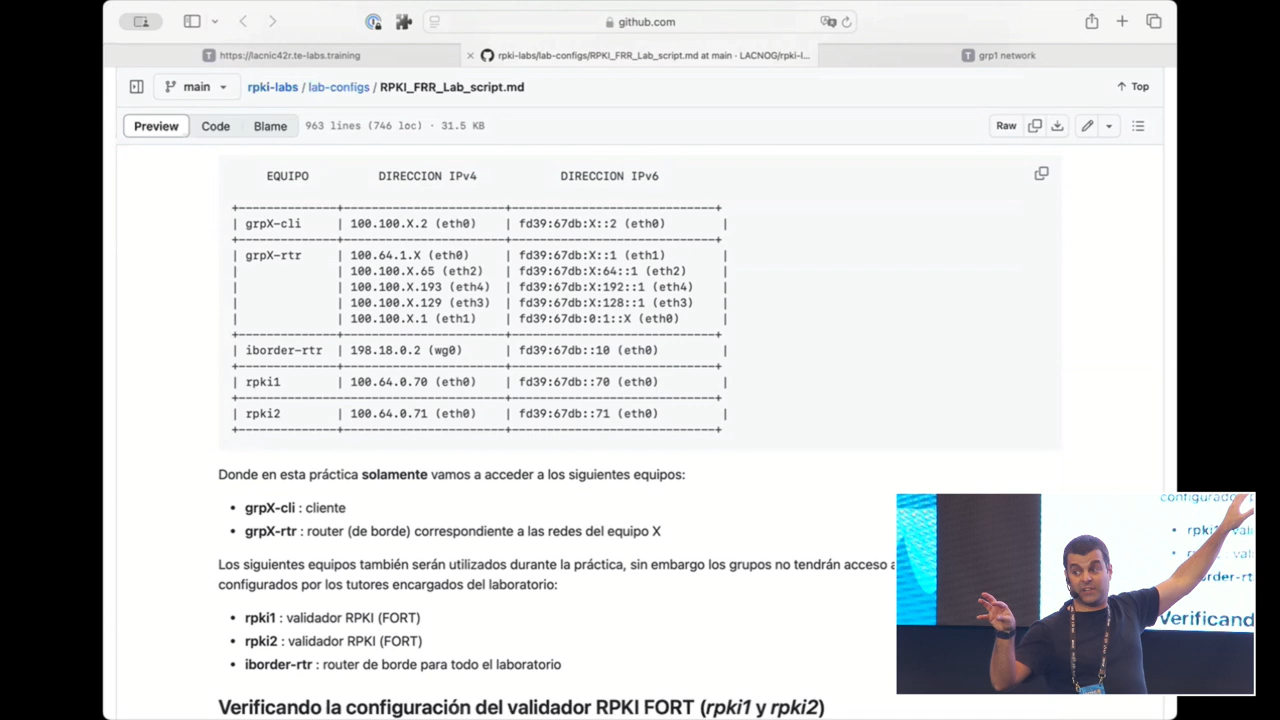 github.com
https://lacnic42r.te-labs.training
rpki-labs/lab-configs/RPKI_FRR_Lab_script.md at main · LACNOG/rpki-l...
grp1 network
main
rpki-labs / lab-configs / RPKI_FRR_Lab_script.md
Top
Preview Code Blame 963 lines (746 loc) · 31.5 KB
Raw
EQUIPO DIRECCION IPv4 DIRECCION IPv6
+--------------+-----------------------+-----------------------------+
| grpX-cli | 100.100.X.2 (eth0) | fd39:67db:X::2 (eth0) |
+--------------+-----------------------+-----------------------------+
| grpX-rtr | 100.64.1.X (eth0) | fd39:67db:X::1 (eth1) |
| | 100.100.X.65 (eth2) | fd39:67db:X:64::1 (eth2) |
| | 100.100.X.193 (eth4) | fd39:67db:X:192::1 (eth4) |
| | 100.100.X.129 (eth3) | fd39:67db:X:128::1 (eth3) |
| | 100.100.X.1 (eth1) | fd39:67db:0:1::X (eth0) |
+--------------+-----------------------+-----------------------------+
| iborder-rtr | 198.18.0.2 (wg0) | fd39:67db::10 (eth0) |
+--------------+-----------------------+-----------------------------+
| rpki1 | 100.64.0.70 (eth0) | fd39:67db::70 (eth0) |
+--------------+-----------------------+-----------------------------+
| rpki2 | 100.64.0.71 (eth0) | fd39:67db::71 (eth0) |
+--------------+-----------------------+-----------------------------+
Donde en esta práctica solamente vamos a acceder a los siguientes equipos:
• grpX-cli : cliente
• grpX-rtr : router (de borde) correspondiente a las redes del equipo X
Los siguientes equipos también serán utilizados durante la práctica, sin embargo los grupos no tendrán acceso a
configurados por los tutores encargados del laboratorio:
• rpki1 : validador RPKI (FORT)
• rpki2 : validador RPKI (FORT)
• iborder-rtr : router de borde para todo el laboratorio
Verificando la configuración del validador RPKI FORT (rpki1 y rpki2)
Verificando